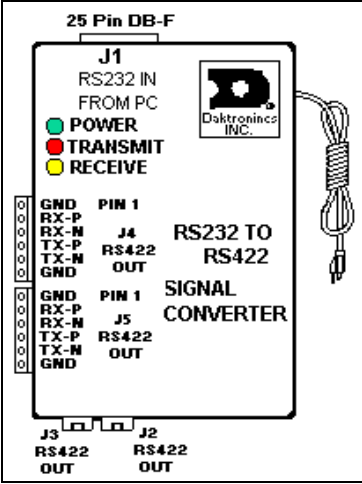 25 Pin DB-F
J1
RS232 IN
FROM PC
POWER
TRANSMIT
RECEIVE
Daktronincs
INC.
GND PIN 1
RX-P
RX-N J4
TX-P RS422
TX-N OUT
GND
RS232 TO
RS422
SIGNAL
CONVERTER
GND PIN 1
RX-P
RX-N J5
TX-P RS422
TX-N OUT
GND
J3 J2
RS422 RS422
OUT OUT